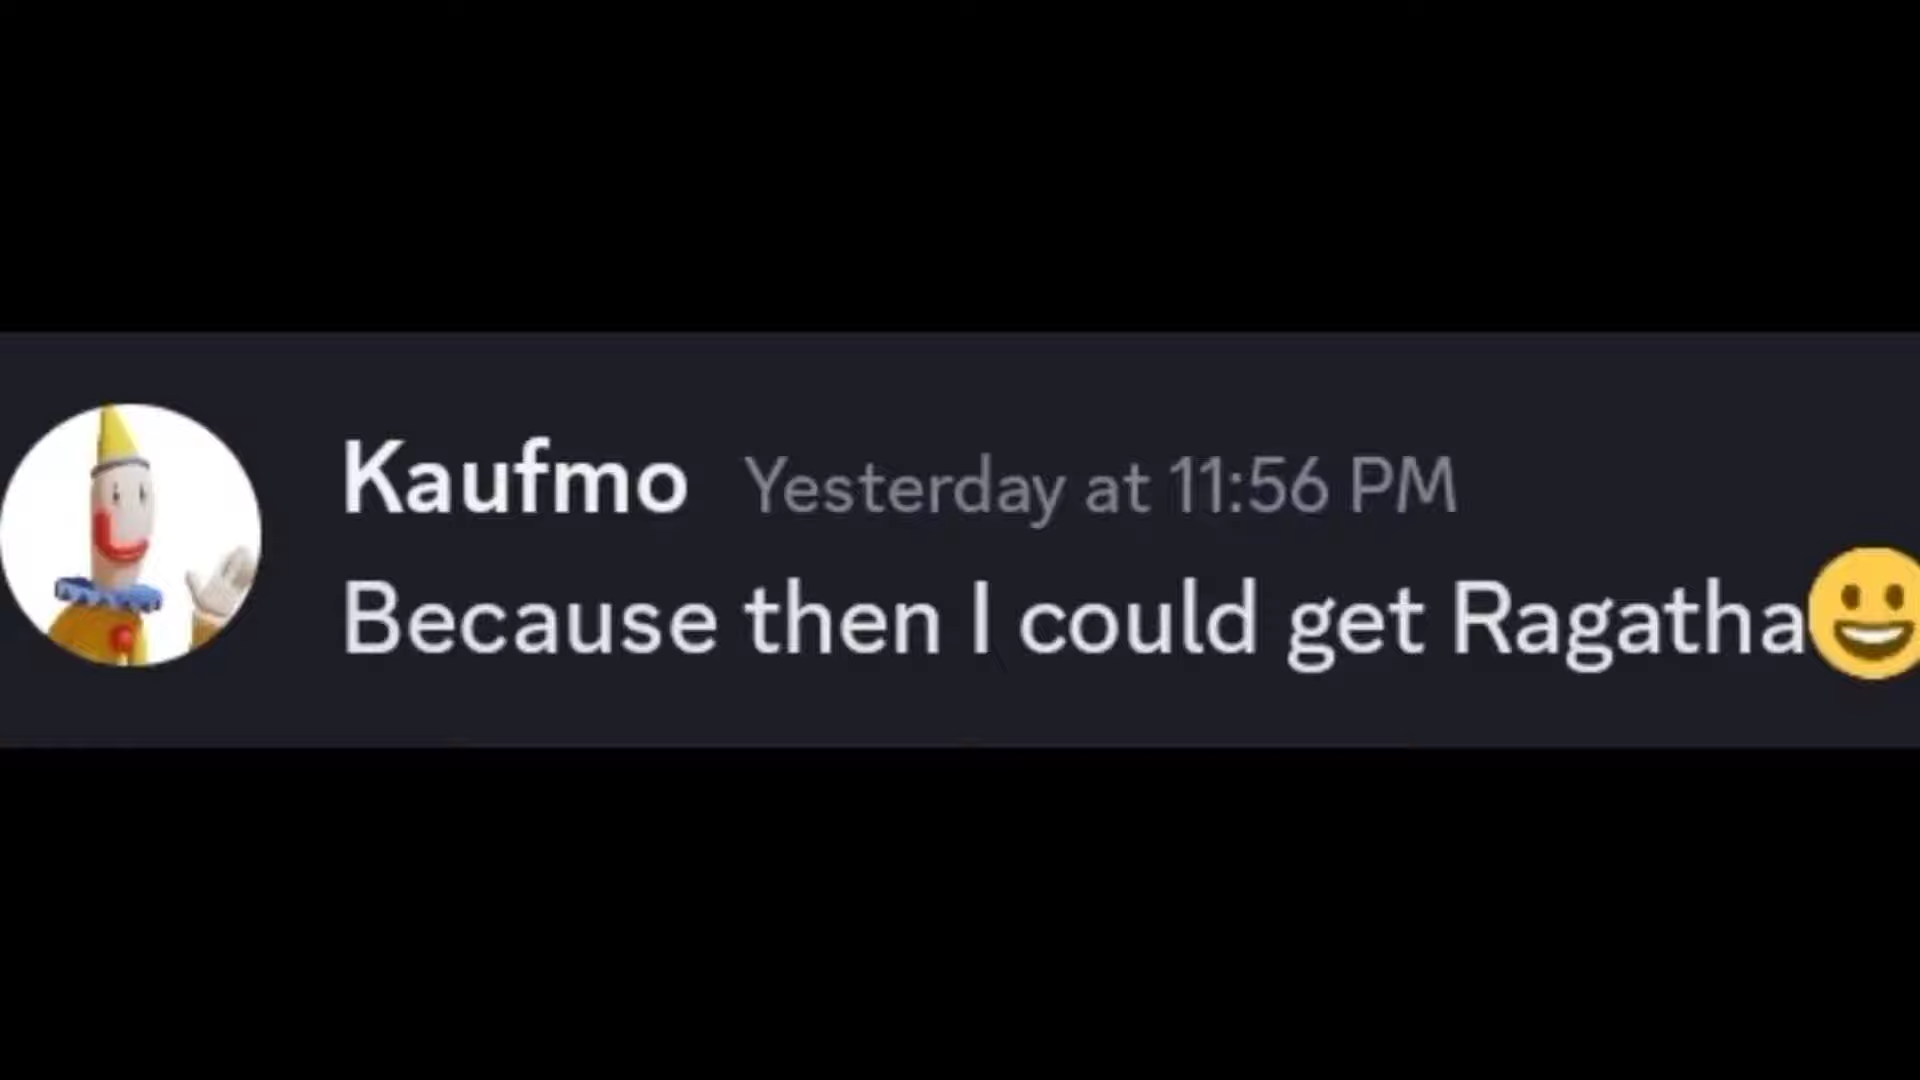 Kaufmo Yesterday at 11:56 PM
Because then I could get Ragatha😀